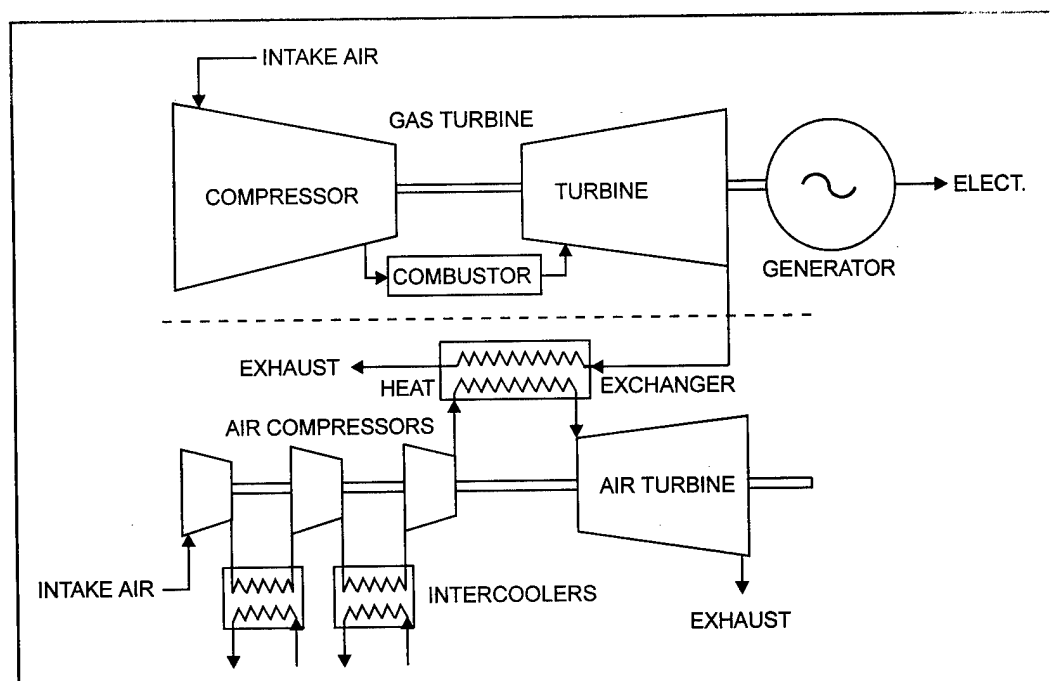 INTAKE AIR
GAS TURBINE
COMPRESSOR
TURBINE
ELECT.
GENERATOR
COMBUSTOR
EXHAUST
HEAT
EXCHANGER
AIR COMPRESSORS
AIR TURBINE
INTAKE AIR
INTERCOOLERS
EXHAUST